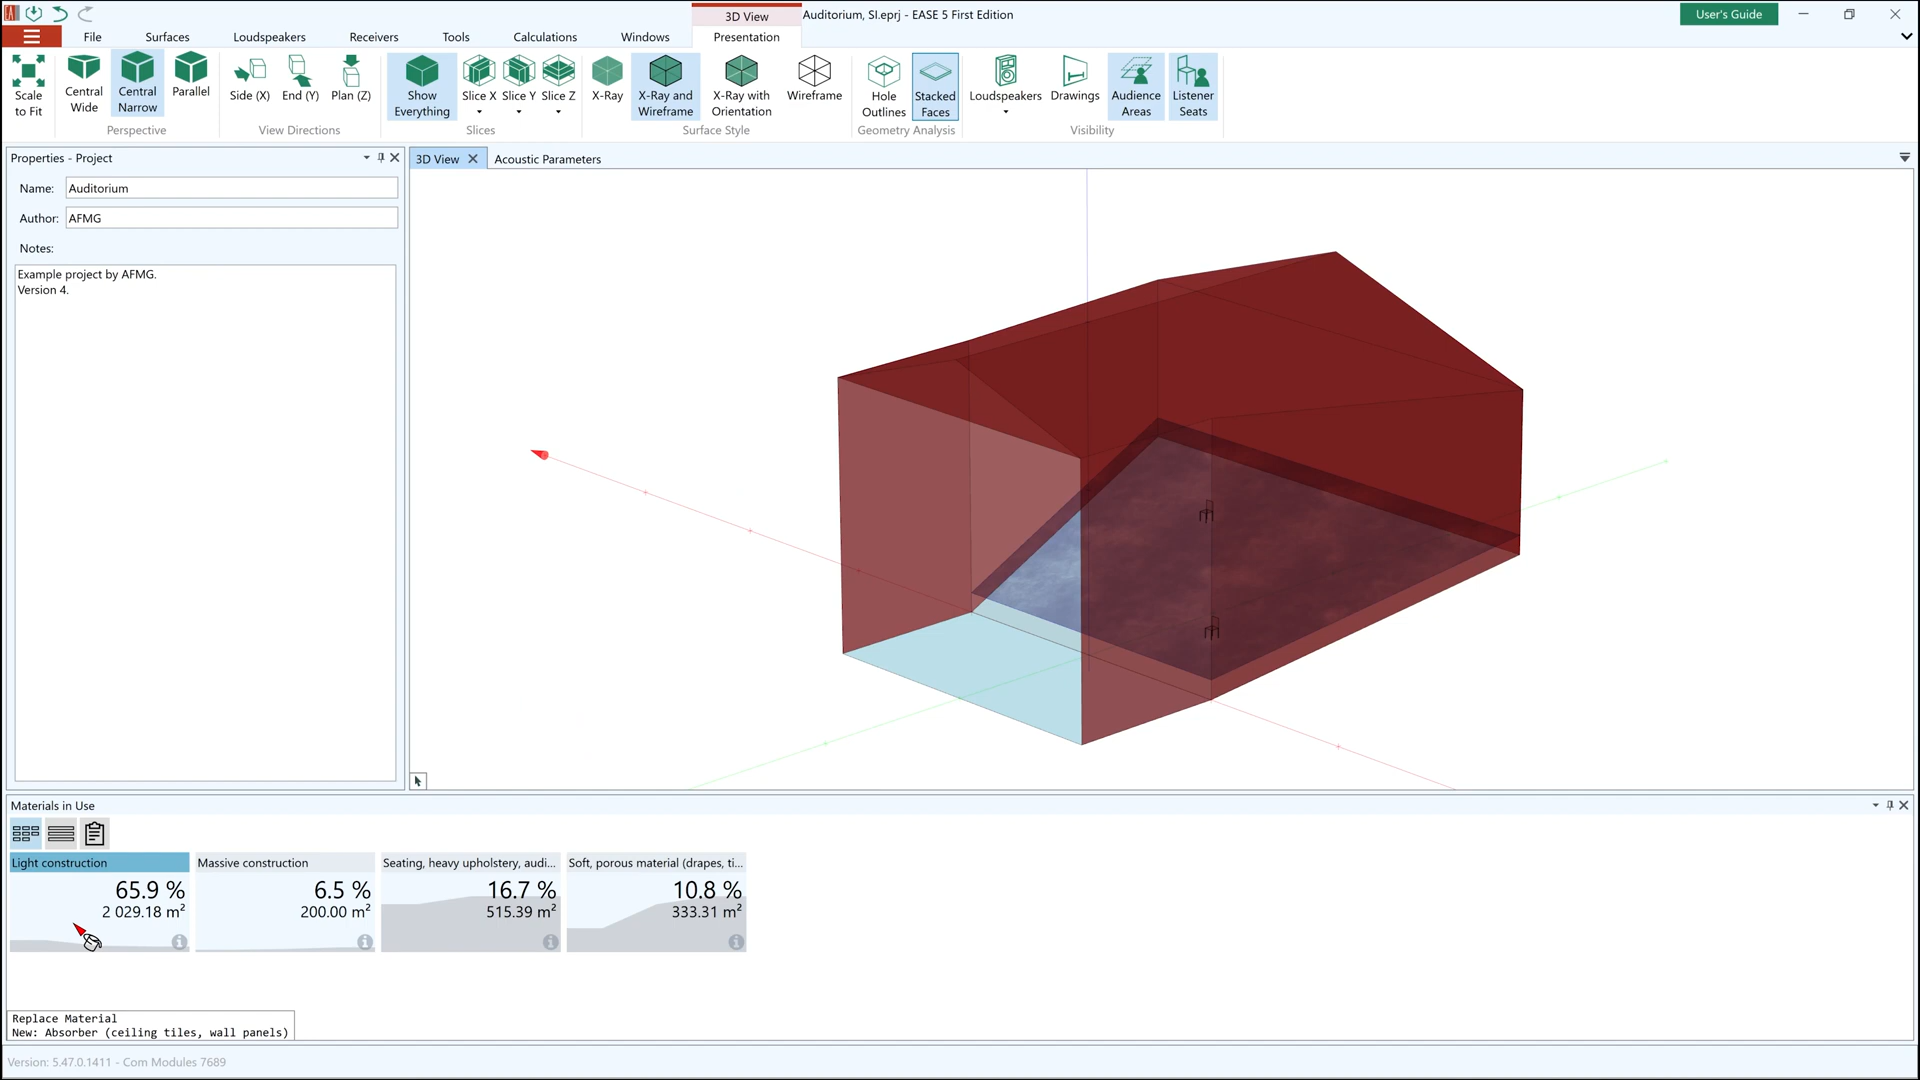 3D View
Auditorium, SI.eprj - EASE 5 First Edition
User's Guide
File
Surfaces
Loudspeakers
Receivers
Tools
Calculations
Windows
Presentation
Scale
to Fit
Central
Wide
Central
Narrow
Parallel
Perspective
Side (X)
End (Y)
Plan (Z)
View Directions
Show
Everything
Slice X
Slice Y
Slice Z
Slices
X-Ray
X-Ray and
Wireframe
X-Ray with
Orientation
Wireframe
Surface Style
Hole
Outlines
Stacked
Faces
Geometry Analysis
Loudspeakers
Drawings
Audience
Areas
Listener
Seats
Visibility
Properties - Project
Name:
Auditorium
Author:
AFMG
Notes:
Example project by AFMG.
Version 4.
3D View
Acoustic Parameters
Materials in Use
Light construction
65.9 %
2 029.18 m²
Massive construction
6.5 %
200.00 m²
Seating, heavy upholstery, audi...
16.7 %
515.39 m²
Soft, porous material (drapes, ti...
10.8 %
333.31 m²
Replace Material
New: Absorber (ceiling tiles, wall panels)
Version: 5.47.0.1411 - Com Modules 7689